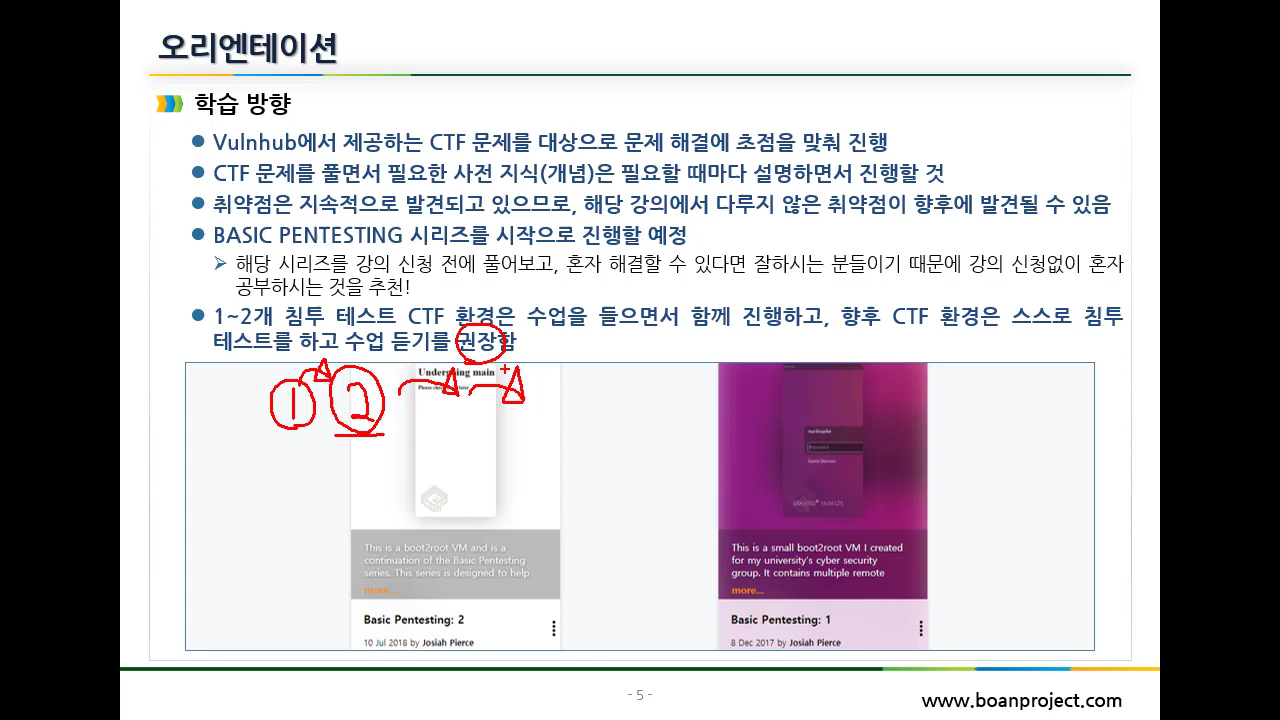 오리엔테이션
학습 방향
Vulnhub에서 제공하는 CTF 문제를 대상으로 문제 해결에 초점을 맞춰 진행
CTF 문제를 풀면서 필요한 사전 지식(개념)은 필요할 때마다 설명하면서 진행할 것
취약점은 지속적으로 발견되고 있으므로, 해당 강의에서 다루지 않은 취약점이 향후에 발견될 수 있음
BASIC PENTESTING 시리즈를 시작으로 진행할 예정
해당 시리즈를 강의 신청 전에 풀어보고, 혼자 해결할 수 있다면 잘하시는 분들이기 때문에 강의 신청없이 혼자
공부하시는 것을 추천!
1~2개 침투 테스트 CTF 환경은 수업을 들으면서 함께 진행하고, 향후 CTF 환경은 스스로 침투
테스트를 하고 수업 듣기를 권장함
1 2
Please
This is a boot2root VM and is a
continuation of the Basic Pentesting
series. This series is designed to help
more...
Basic Pentesting: 2
10 Jul 2018 by Josiah Pierce
marlinspike
Password
Guest Session
ubuntu 16.04 LTS
This is a small boot2root VM I created
for my university's cyber security
group. It contains multiple remote
more...
Basic Pentesting: 1
8 Dec 2017 by Josiah Pierce
- 5 -
www.boanproject.com